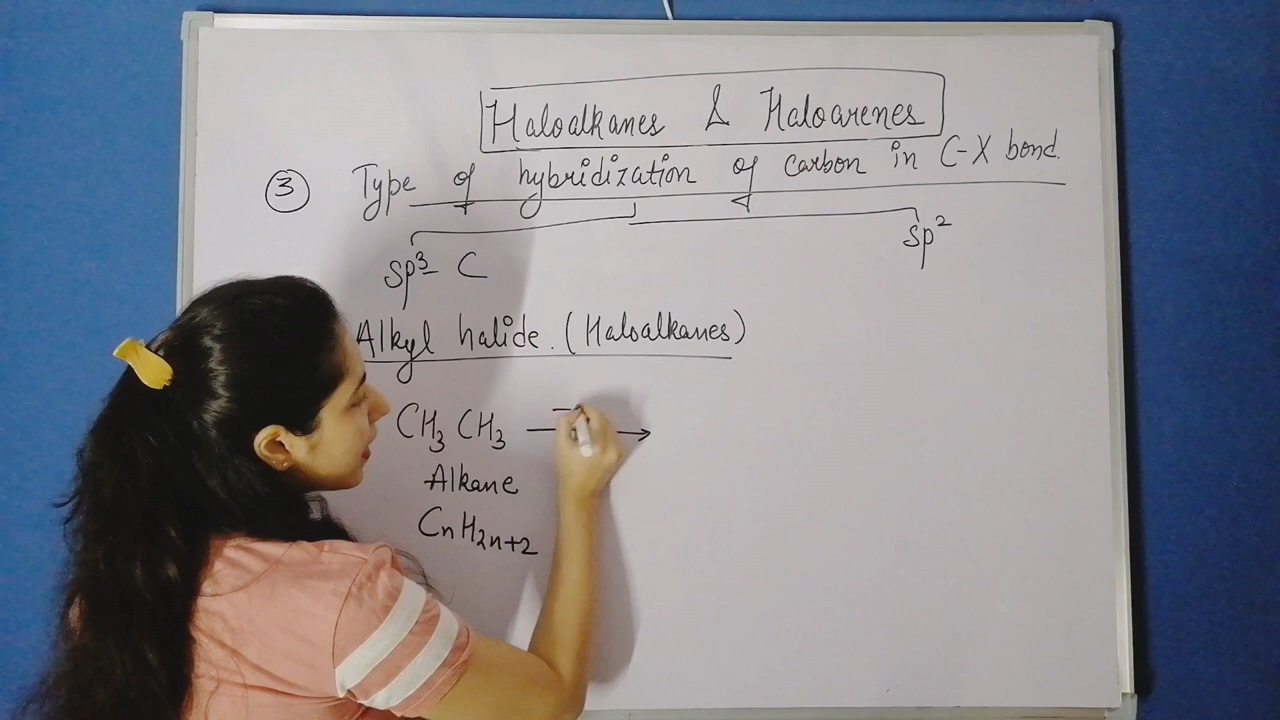 Haloalkanes & Haloarenes
③ Type of hybridization of carbon in C-X bond.
sp³- C
sp²
Alkyl halide. (Haloalkanes)
CH₃ CH₃ →
Alkane
CnH₂n+₂